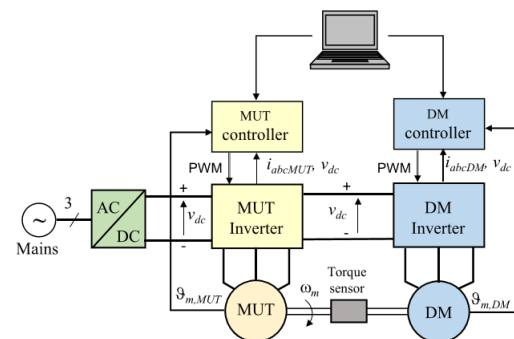 MUT
controller
DM
controller
PWM
i_abcMUT, v_dc
PWM
i_abcDM, v_dc
3
AC
DC
Mains
+
v_dc
-
MUT
Inverter
+
v_dc
-
DM
Inverter
ϑ_m,MUT
MUT
ω_m
Torque
sensor
DM
ϑ_m,DM